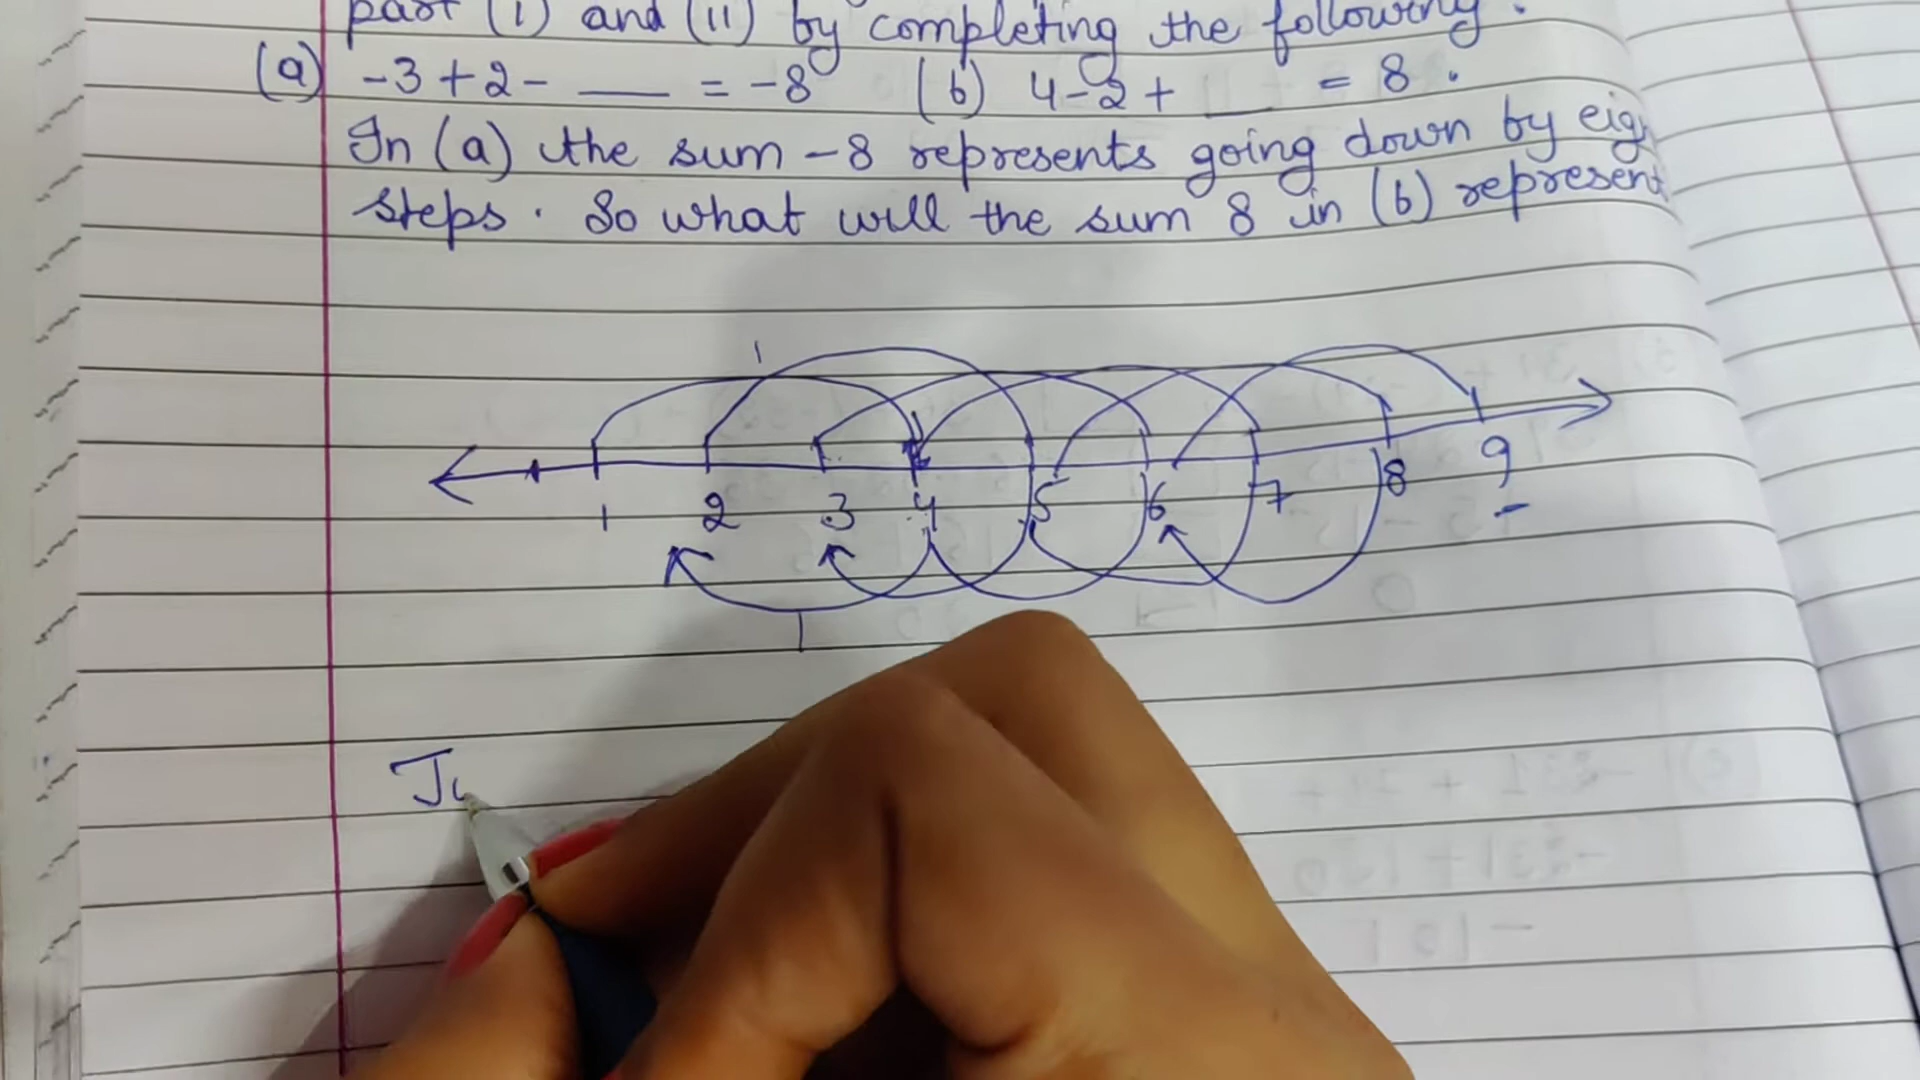 part (i) and (ii) by completing the following.
(a) -3+2- ___ = -8 (b) 4-2+ ___ = 8.
In (a) the sum -8 represents going down by
steps. So what will the sum 8 in (b) represent
1
1 2 3 4 5 6 7 8 9
1
Ju